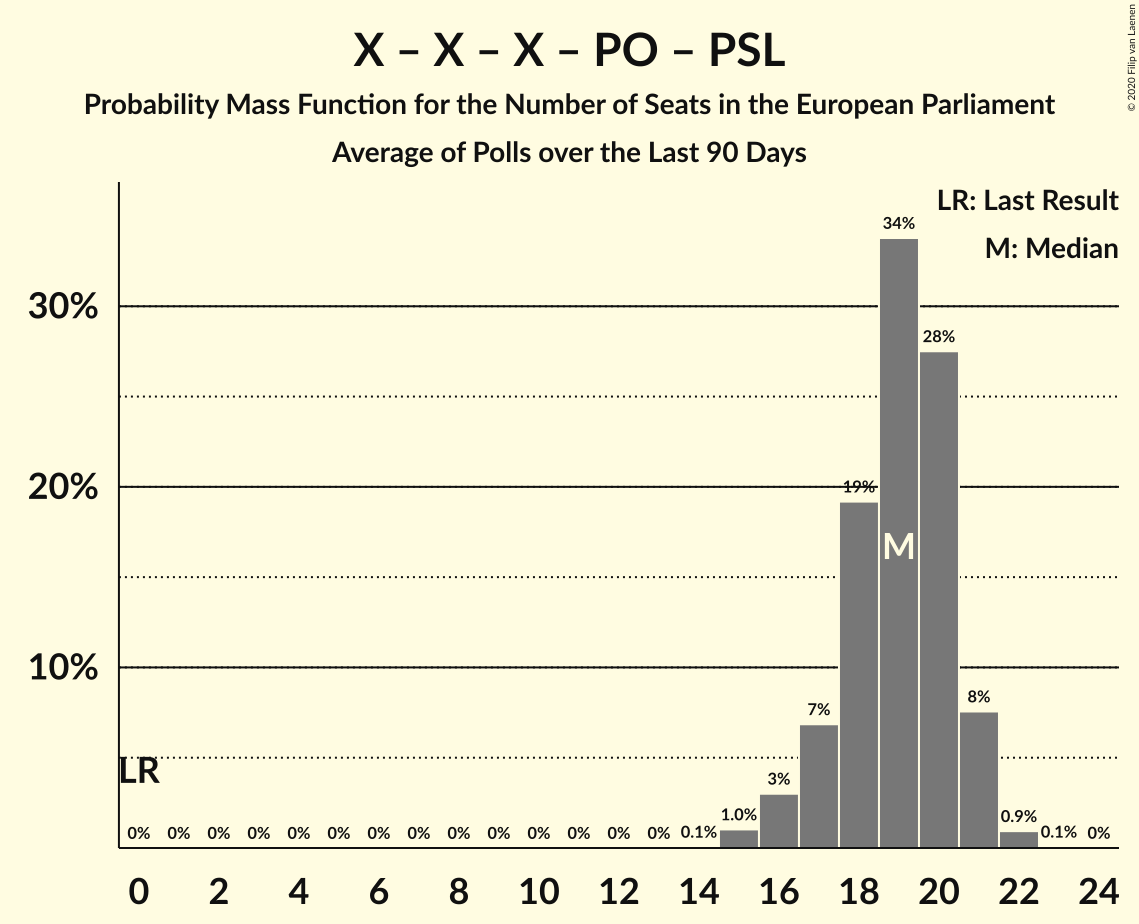 X – X – X – PO – PSL
Probability Mass Function for the Number of Seats in the European Parliament
Average of Polls over the Last 90 Days
© 2020 Filip van Laenen
LR: Last Result
M: Median
34%
30%
28%
20%
19%
M
10%
8%
7%
LR
3%
1.0%
0.9%
0% 0% 0% 0% 0% 0% 0% 0% 0% 0% 0% 0% 0% 0% 0.1% 0.1% 0%
0 2 4 6 8 10 12 14 16 18 20 22 24